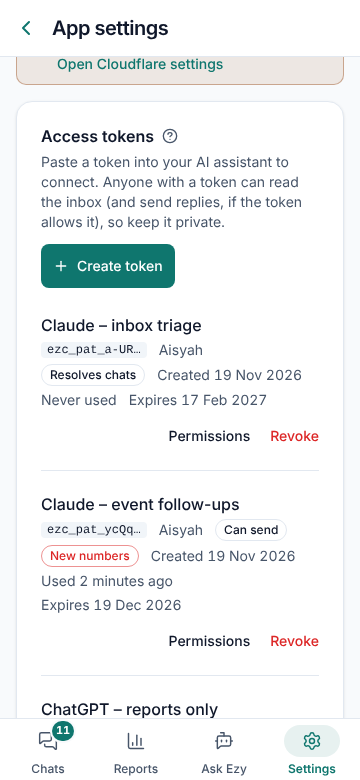 App settings
Open Cloudflare settings
Access tokens
Paste a token into your AI assistant to
connect. Anyone with a token can read
the inbox (and send replies, if the token
allows it), so keep it private.
+ Create token
Claude – inbox triage
ezc_pat_a-UR… Aisyah
Resolves chats Created 19 Nov 2026
Never used Expires 17 Feb 2027
Permissions Revoke
Claude – event follow-ups
ezc_pat_ycQq… Aisyah Can send
New numbers Created 19 Nov 2026
Used 2 minutes ago
Expires 19 Dec 2026
Permissions Revoke
ChatGPT – reports only
11
Chats Reports Ask Ezy Settings